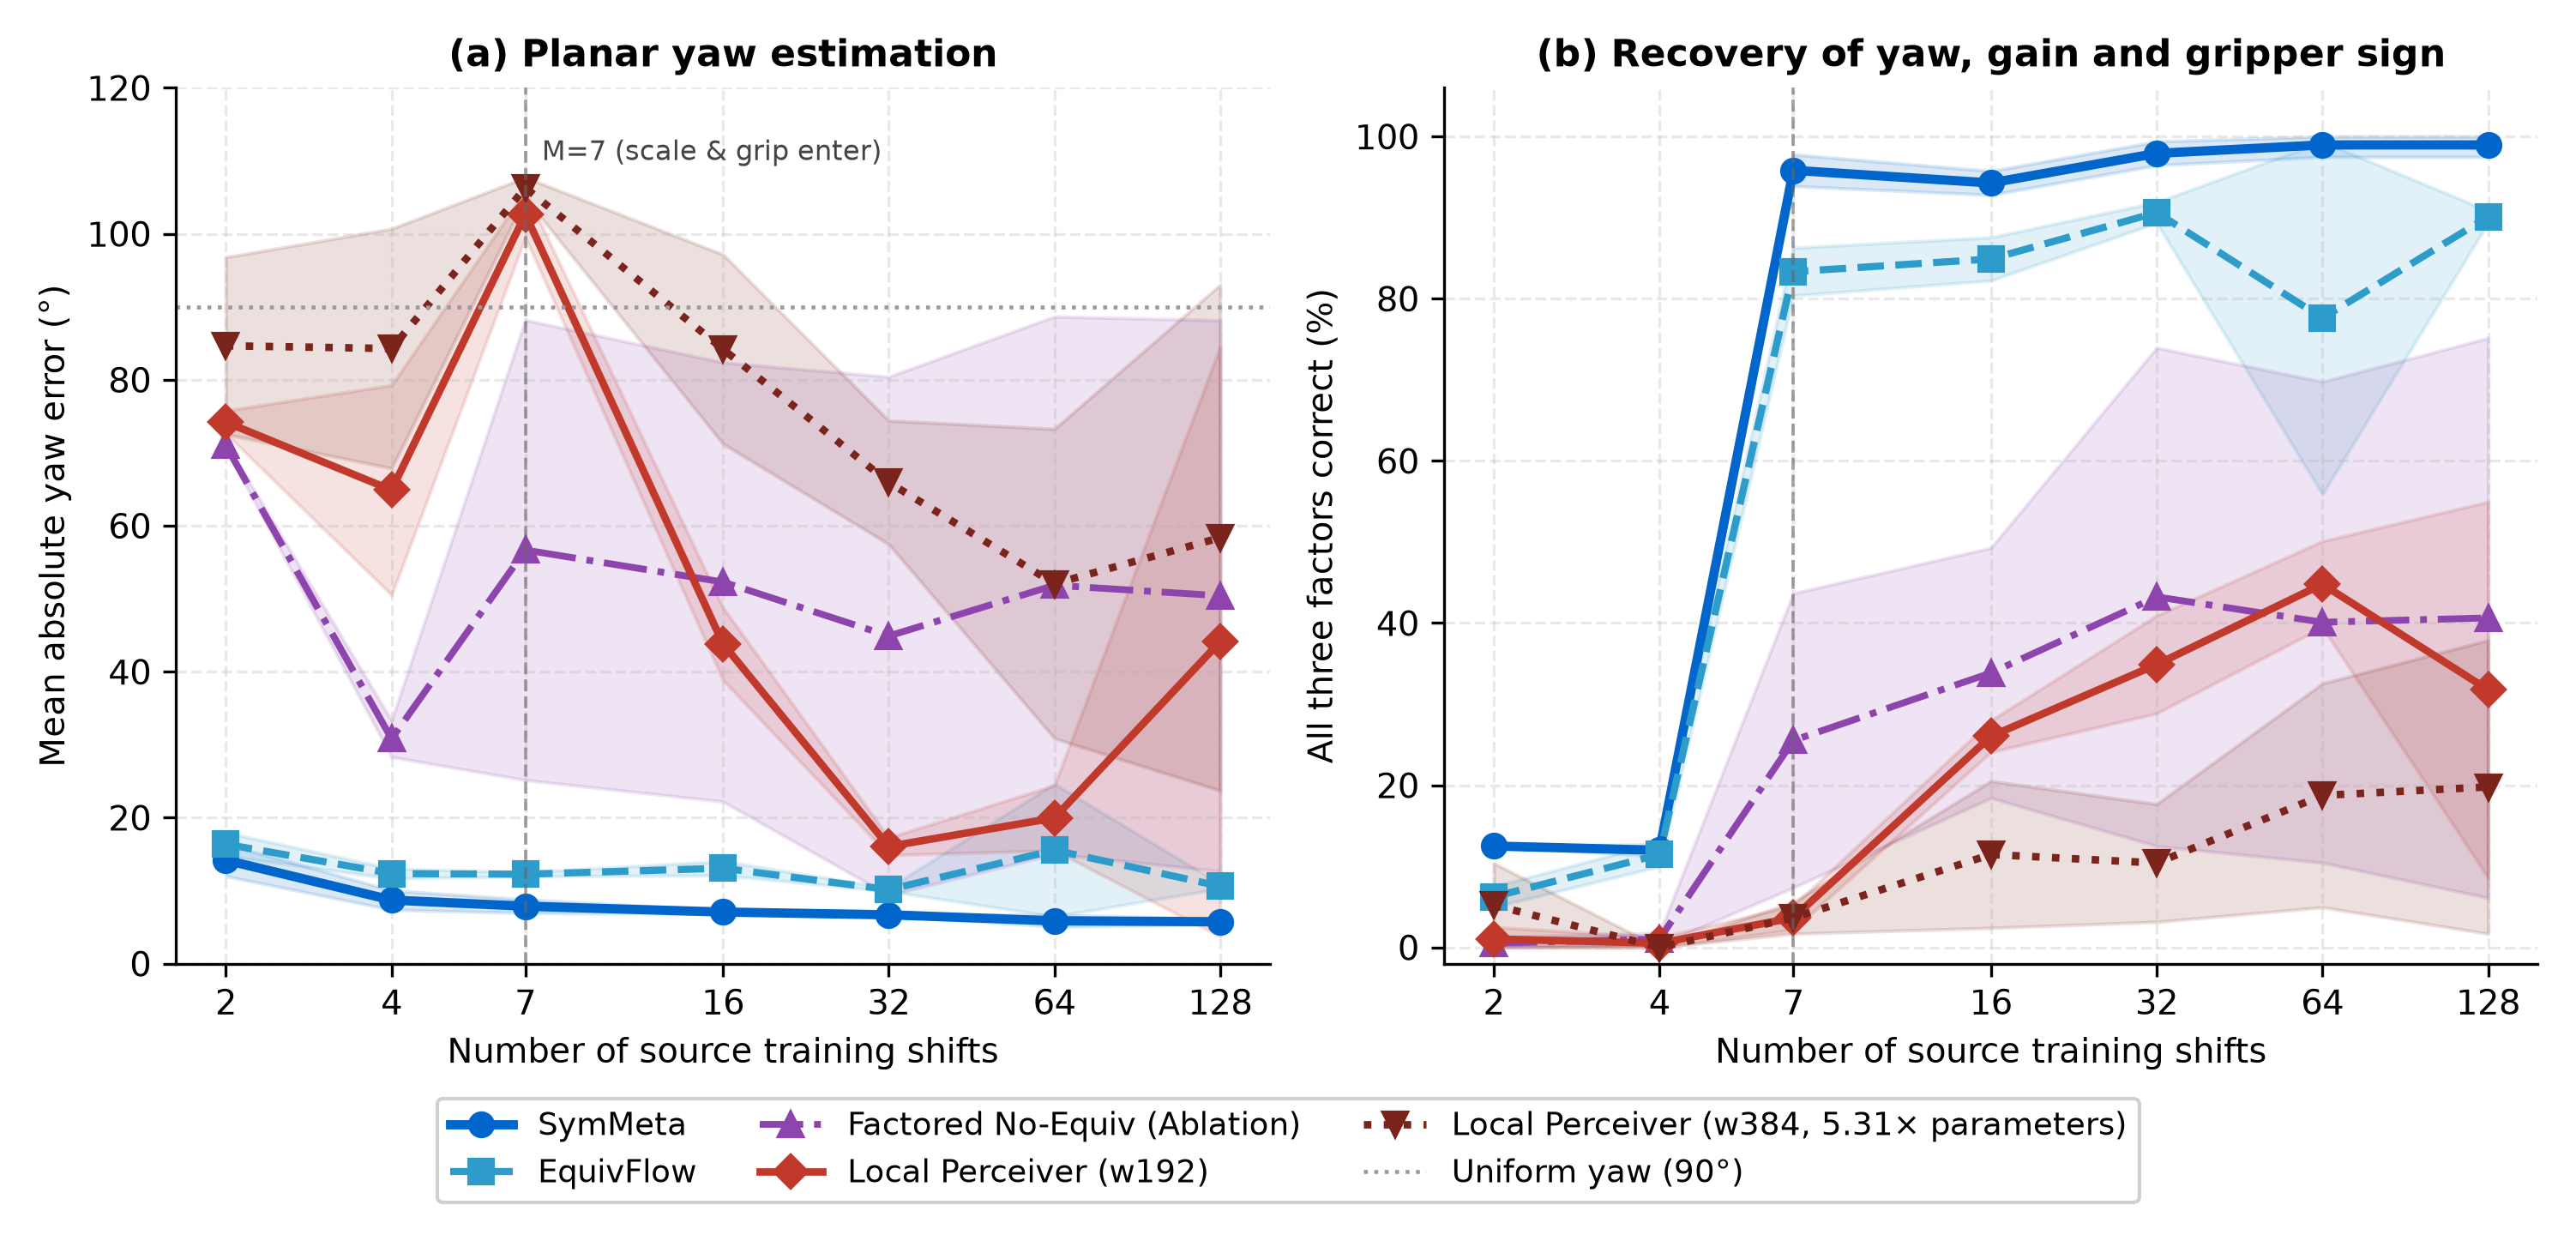 (a) Planar yaw estimation
Mean absolute yaw error (°)
120
100
80
60
40
20
0
M=7 (scale & grip enter)
2 4 7 16 32 64 128
Number of source training shifts
(b) Recovery of yaw, gain and gripper sign
All three factors correct (%)
100
80
60
40
20
0
2 4 7 16 32 64 128
Number of source training shifts
SymMeta
EquivFlow
Factored No-Equiv (Ablation)
Local Perceiver (w192)
Local Perceiver (w384, 5.31× parameters)
Uniform yaw (90°)